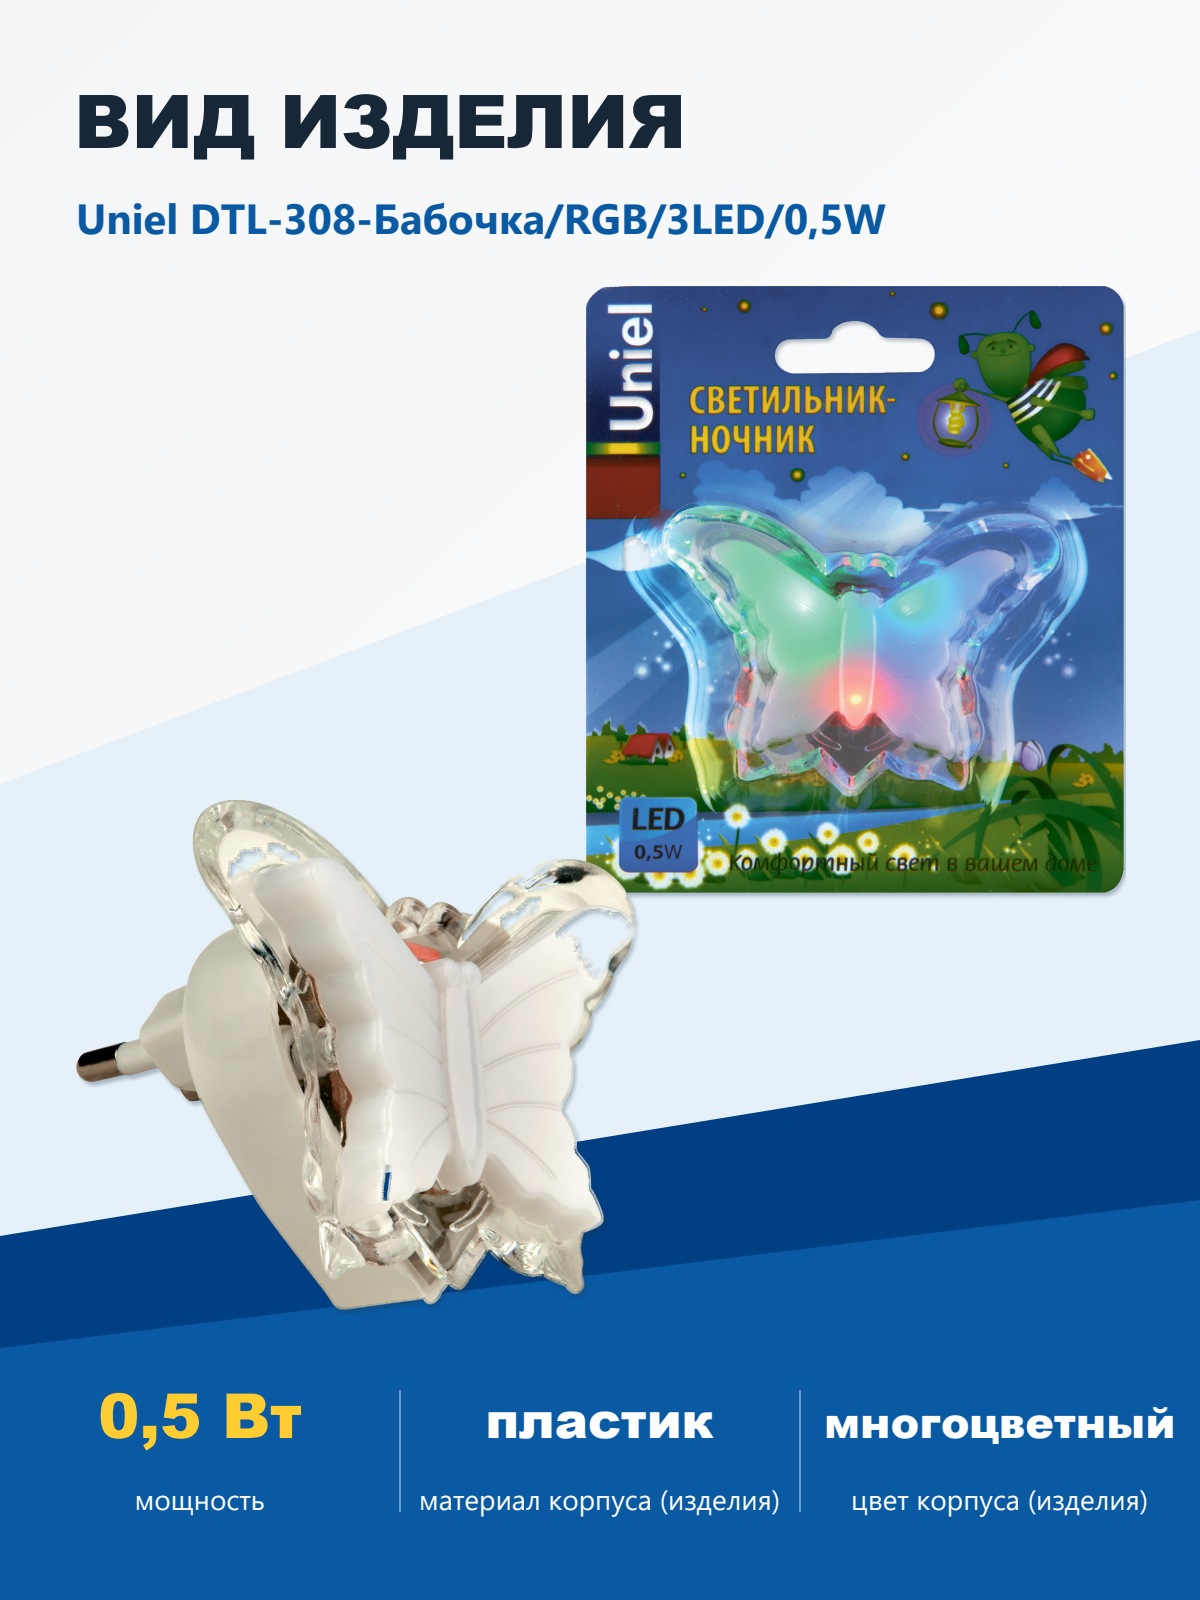 ВИД ИЗДЕЛИЯ
Uniel DTL-308-Бабочка/RGB/3LED/0,5W
Uniel
СВЕТИЛЬНИК-
НОЧНИК
LED
0,5W
Комфортный свет в вашем доме
0,5 Вт
мощность
пластик
материал корпуса (изделия)
многоцветный
цвет корпуса (изделия)